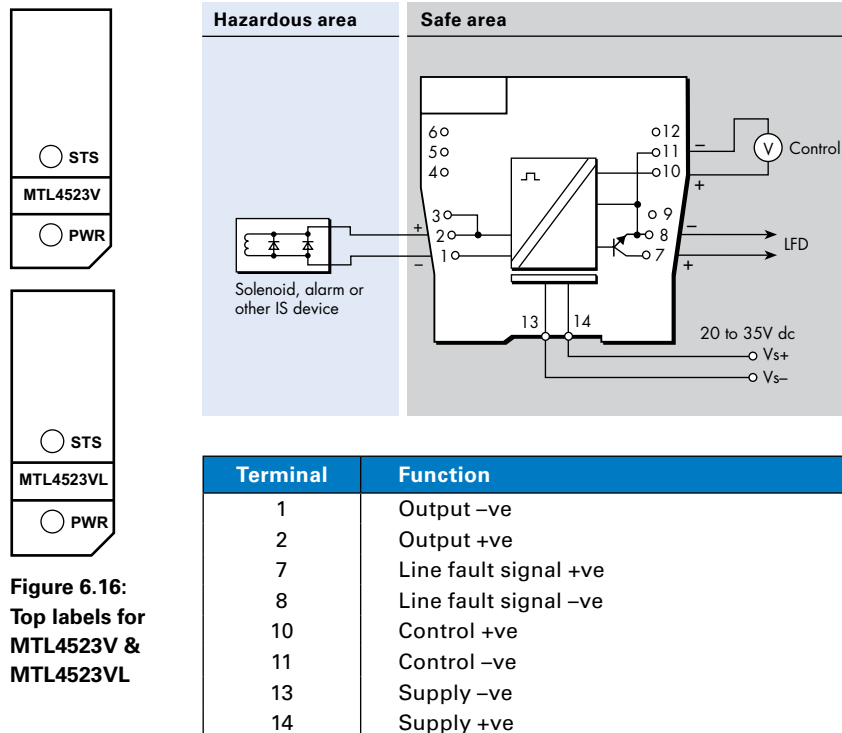 STS
MTL4523V
PWR
STS
MTL4523VL
PWR
Figure 6.16:
Top labels for
MTL4523V &
MTL4523VL
Hazardous area
Safe area
6
5
4
3
2
1
+
–
Solenoid, alarm or
other IS device
12
11
10
9
8
7
–
+
V
Control
–
+
LFD
13
14
20 to 35V dc
Vs+
Vs–
Terminal Function
1 Output –ve
2 Output +ve
7 Line fault signal +ve
8 Line fault signal –ve
10 Control +ve
11 Control –ve
13 Supply –ve
14 Supply +ve